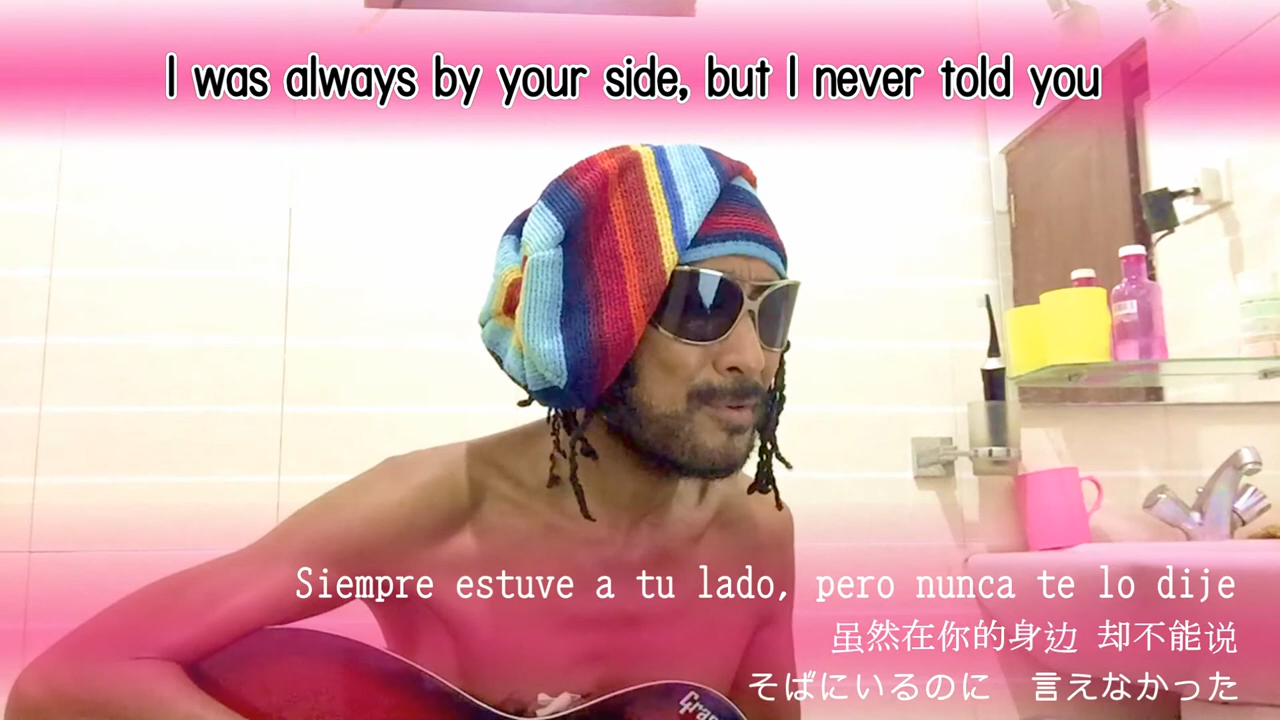 I was always by your side, but I never told you
Siempre estuve a tu lado, pero nunca te lo dije
虽然在你的身边 却不能说
そばにいるのに　言えなかった